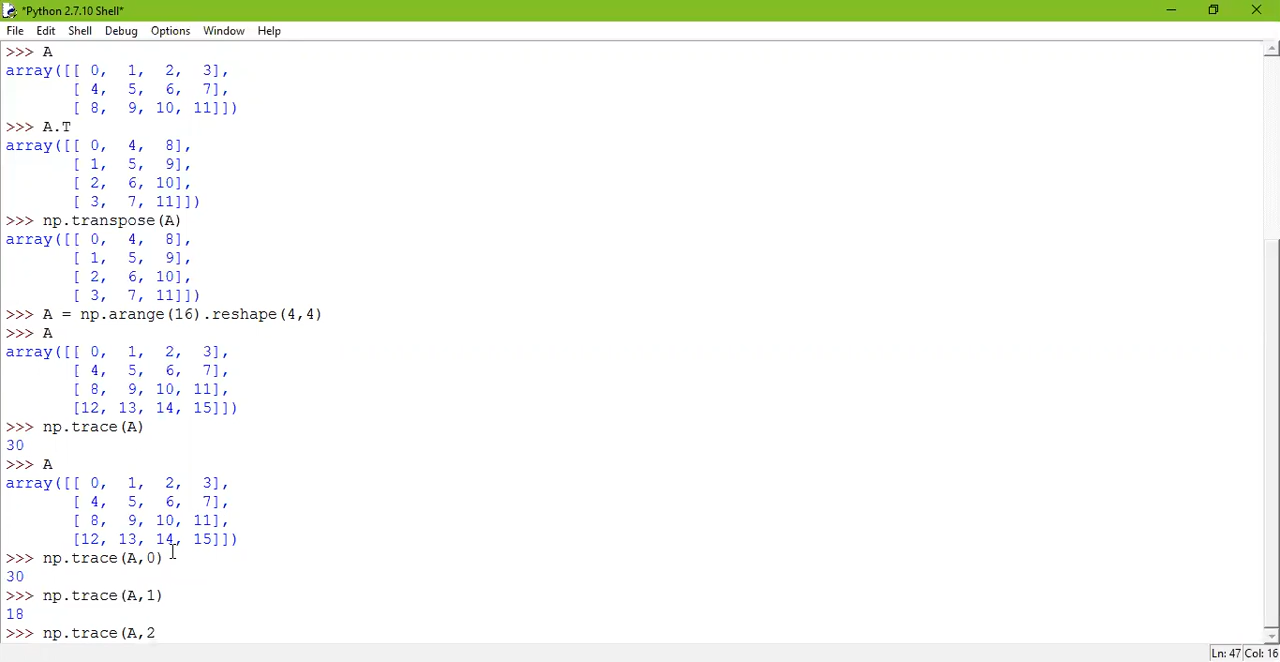 *Python 2.7.10 Shell*
File Edit Shell Debug Options Window Help
>>> A
array([[ 0,  1,  2,  3],
       [ 4,  5,  6,  7],
       [ 8,  9, 10, 11]])
>>> A.T
array([[ 0,  4,  8],
       [ 1,  5,  9],
       [ 2,  6, 10],
       [ 3,  7, 11]])
>>> np.transpose(A)
array([[ 0,  4,  8],
       [ 1,  5,  9],
       [ 2,  6, 10],
       [ 3,  7, 11]])
>>> A = np.arange(16).reshape(4,4)
>>> A
array([[ 0,  1,  2,  3],
       [ 4,  5,  6,  7],
       [ 8,  9, 10, 11],
       [12, 13, 14, 15]])
>>> np.trace(A)
30
>>> A
array([[ 0,  1,  2,  3],
       [ 4,  5,  6,  7],
       [ 8,  9, 10, 11],
       [12, 13, 14, 15]])
>>> np.trace(A,0)
30
>>> np.trace(A,1)
18
>>> np.trace(A,2
Ln: 47 Col: 16